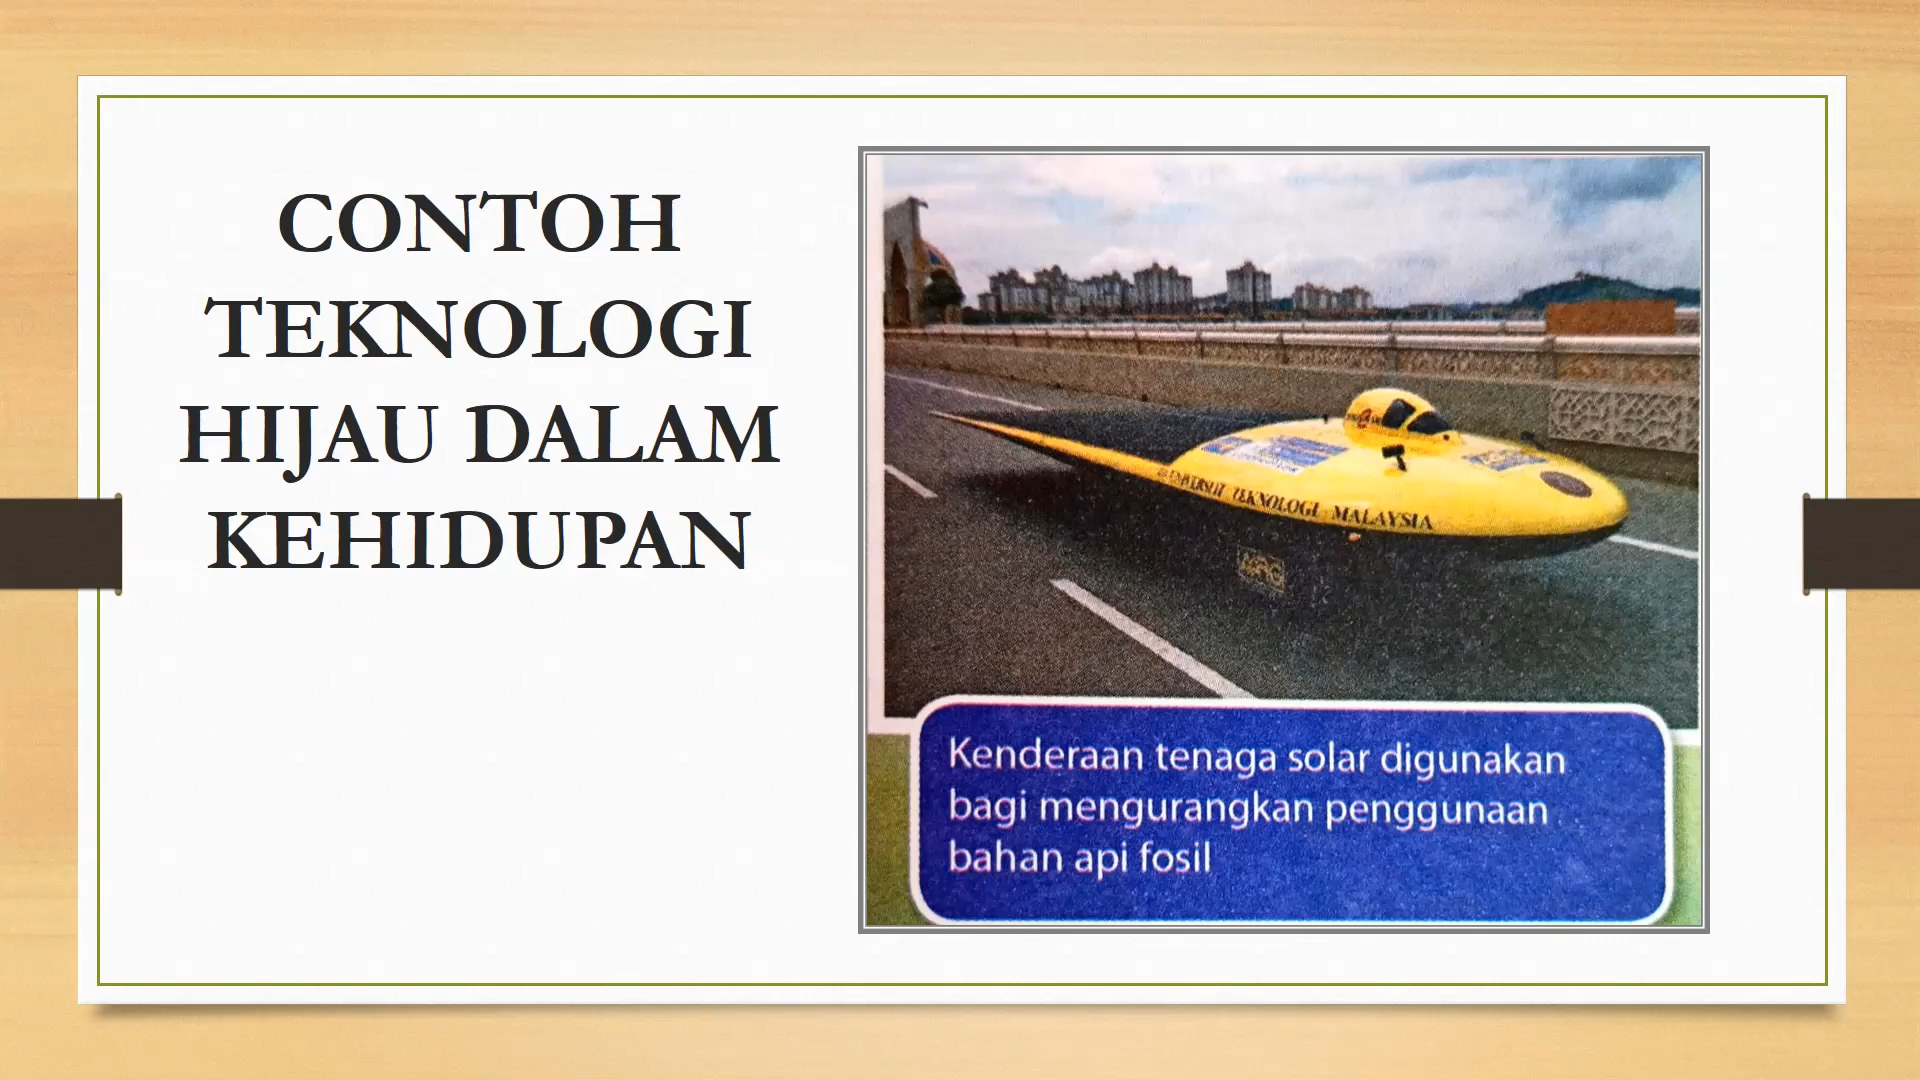 CONTOH
TEKNOLOGI
HIJAU DALAM
KEHIDUPAN
UNIVERSITI TEKNOLOGI MALAYSIA
Kenderaan tenaga solar digunakan
bagi mengurangkan penggunaan
bahan api fosil